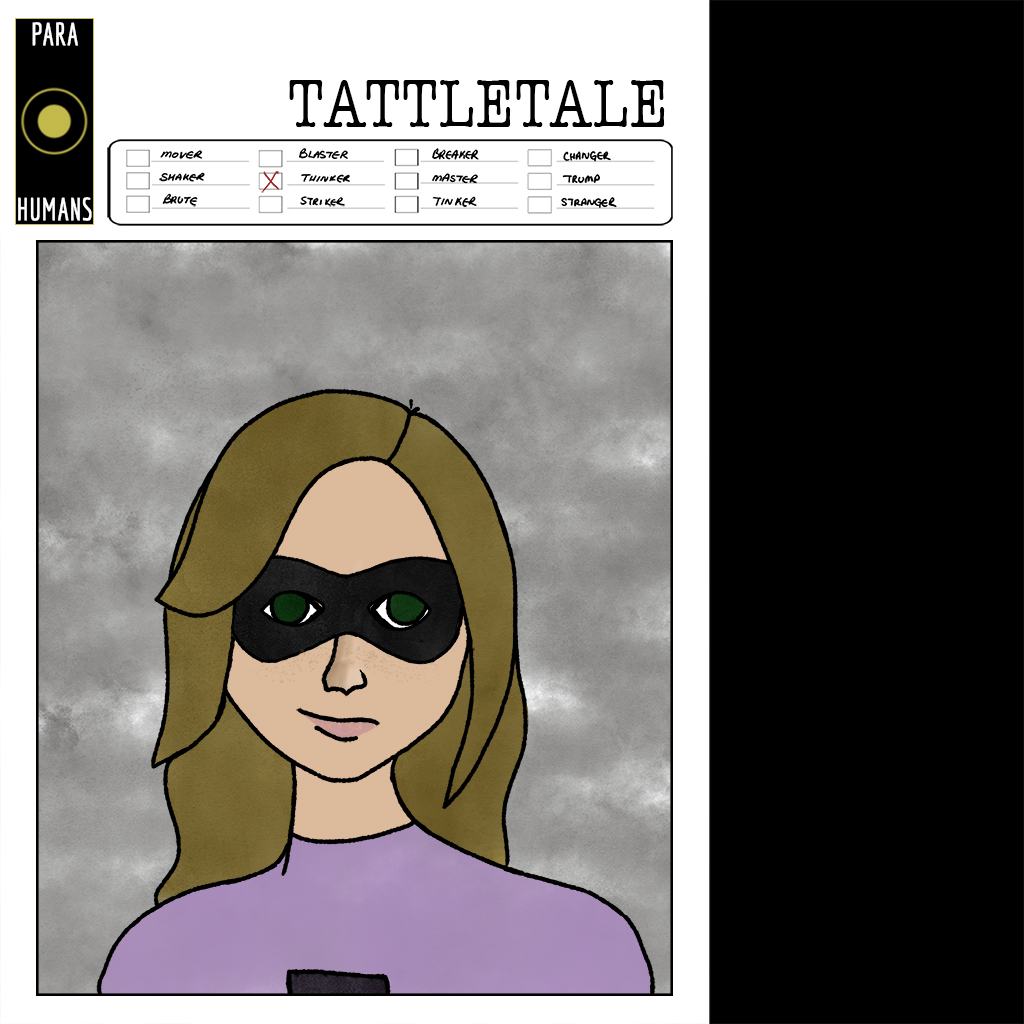 PARA
HUMANS
TATTLETALE
MOVER BLASTER BREAKER CHANGER
SHAKER X THINKER MASTER TRUMP
BRUTE STRIKER TINKER STRANGER